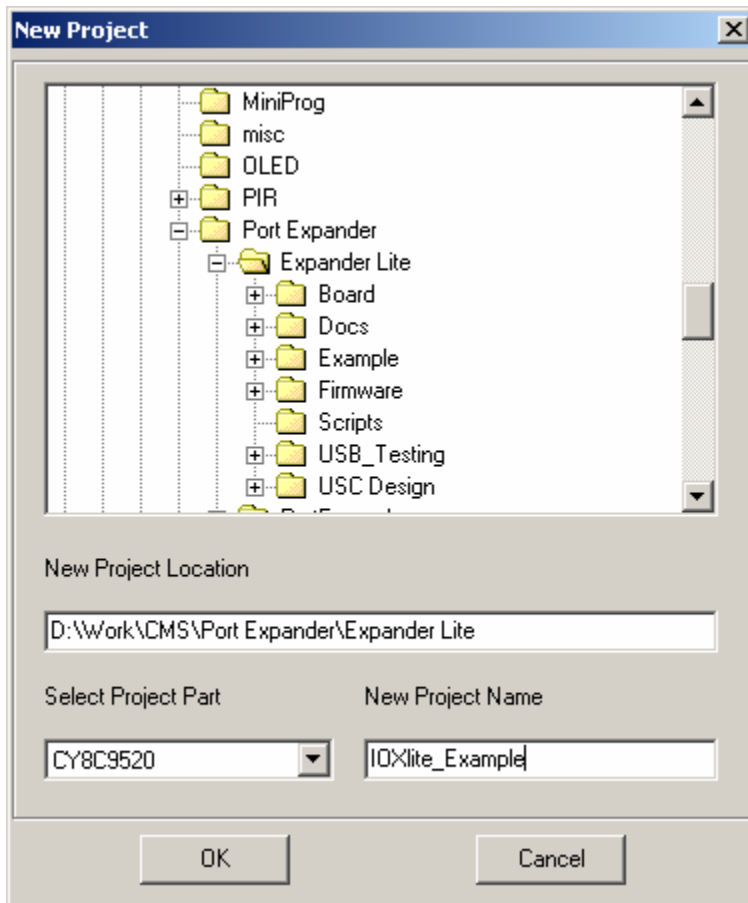 New Project
MiniProg
misc
OLED
PIR
Port Expander
Expander Lite
Board
Docs
Example
Firmware
Scripts
USB_Testing
USC Design
New Project Location
D:\Work\CMS\Port Expander\Expander Lite
Select Project Part New Project Name
CY8C9520 IOXlite_Example
OK Cancel